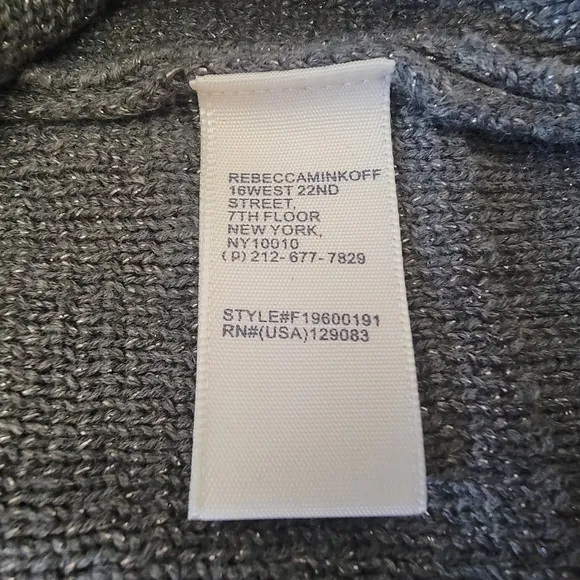 REBECCAMINKOFF
16WEST 22ND
STREET,
7TH FLOOR
NEW YORK,
NY10010
(p) 212- 677- 7829
STYLE#F19600191
RN#(USA)129083